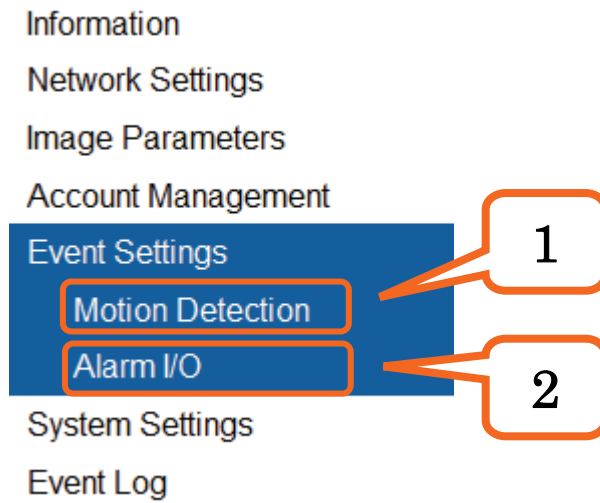 Information
Network Settings
Image Parameters
Account Management
Event Settings
1
Motion Detection
Alarm I/O
2
System Settings
Event Log